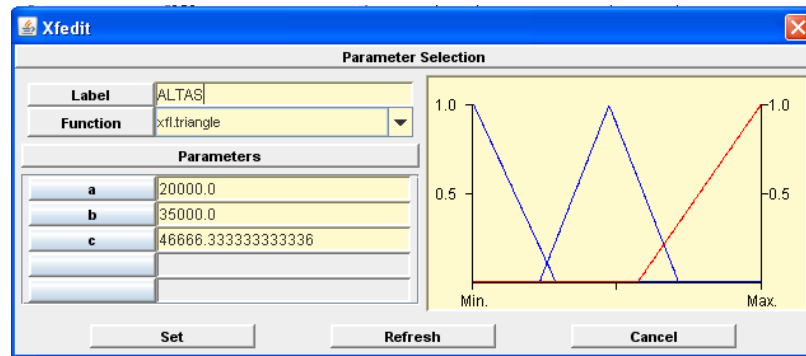 Xfedit
Parameter Selection
Label ALTAS
Function xfl.triangle
Parameters
a 20000.0
b 35000.0
c 46666.333333333336
1.0 1.0
0.5 0.5
Min. Max.
Set Refresh Cancel